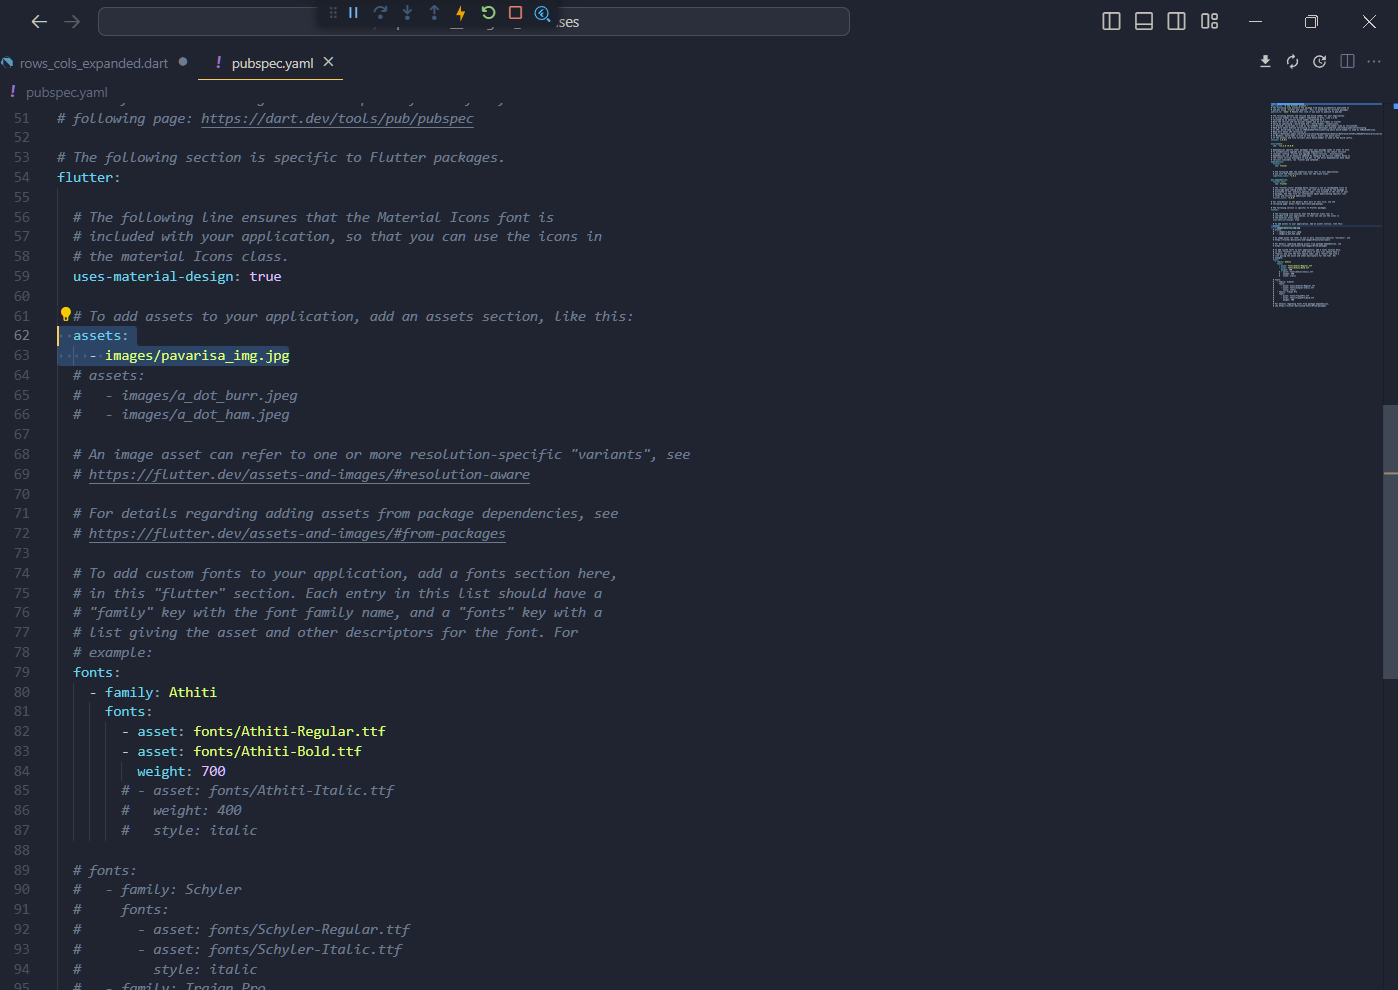 ses
rows_cols_expanded.dart
! pubspec.yaml
! pubspec.yaml
51 # following page: https://dart.dev/tools/pub/pubspec
52
53 # The following section is specific to Flutter packages.
54 flutter:
55
56 # The following line ensures that the Material Icons font is
57 # included with your application, so that you can use the icons in
58 # the material Icons class.
59 uses-material-design: true
60
61 # To add assets to your application, add an assets section, like this:
62 assets:
63 - images/pavarisa_img.jpg
64 # assets:
65 #   - images/a_dot_burr.jpeg
66 #   - images/a_dot_ham.jpeg
67
68 # An image asset can refer to one or more resolution-specific "variants", see
69 # https://flutter.dev/assets-and-images/#resolution-aware
70
71 # For details regarding adding assets from package dependencies, see
72 # https://flutter.dev/assets-and-images/#from-packages
73
74 # To add custom fonts to your application, add a fonts section here,
75 # in this "flutter" section. Each entry in this list should have a
76 # "family" key with the font family name, and a "fonts" key with a
77 # list giving the asset and other descriptors for the font. For
78 # example:
79 fonts:
80 - family: Athiti
81 fonts:
82 - asset: fonts/Athiti-Regular.ttf
83 - asset: fonts/Athiti-Bold.ttf
84 weight: 700
85 # - asset: fonts/Athiti-Italic.ttf
86 #   weight: 400
87 #   style: italic
88
89 # fonts:
90 #   - family: Schyler
91 #     fonts:
92 #       - asset: fonts/Schyler-Regular.ttf
93 #       - asset: fonts/Schyler-Italic.ttf
94 #         style: italic
95 #   - family: Trajan Pro